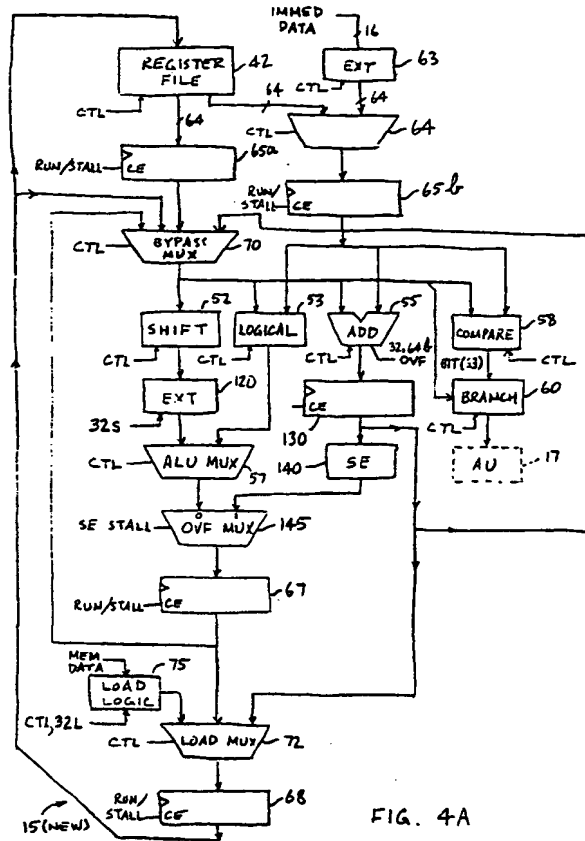 IMMED
DATA
16
REGISTER
FILE
42
EXT
63
CTL
CTL
64
64
64
CTL
64
RUN/STALL
CE
65a
RUN/
STALL
CE
65b
CTL
BYPASS
MUX
70
52
53
55
58
SHIFT
LOGICAL
ADD
COMPARE
CTL
CTL
CTL
32,64b
OVF
BIT(i3)
CTL
120
EXT
CE
130
60
BRANCH
CTL
32S
CTL
ALU MUX
57
140
SE
AU
17
0
1
SE STALL
OVF MUX
145
RUN/STALL
CE
67
MEM
DATA
75
LOAD
LOGIC
CTL,32L
CTL
LOAD MUX
72
RUN/
STALL
CE
68
15(NEW)
FIG. 4A